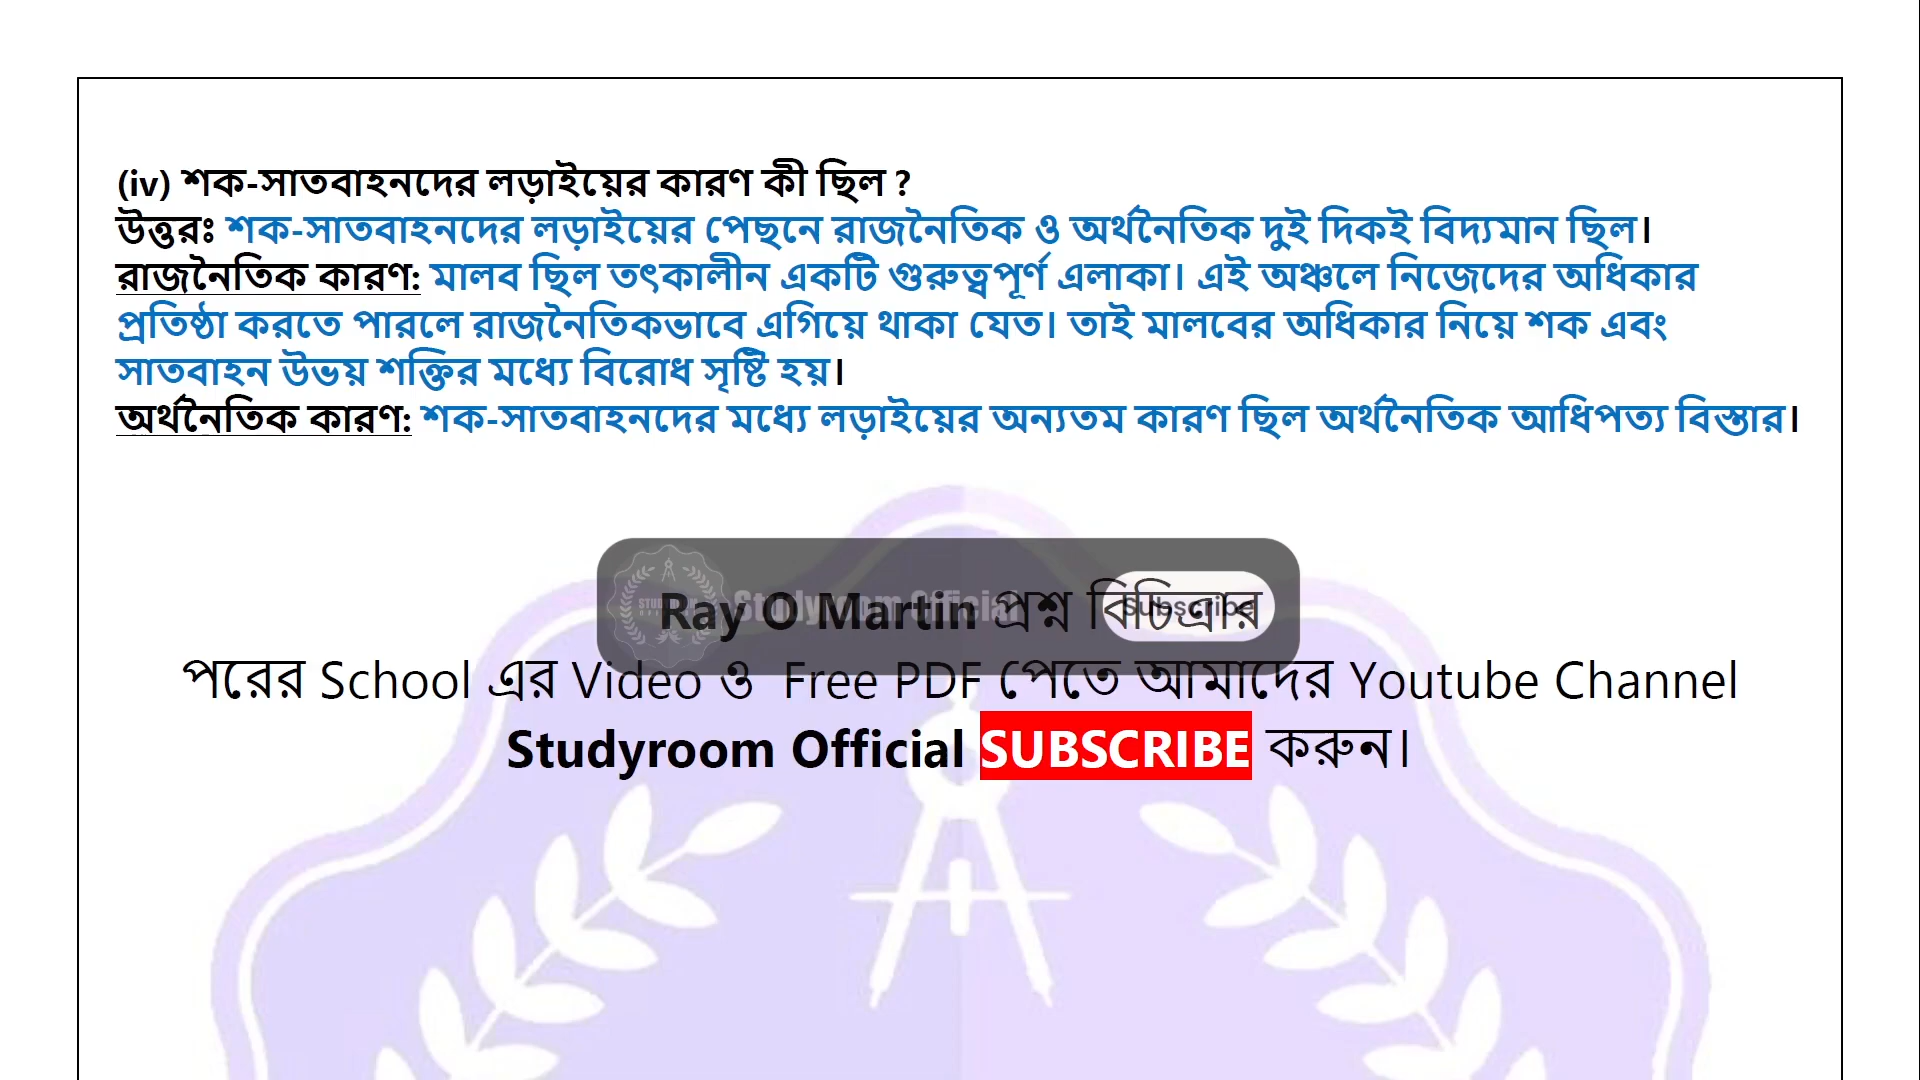 (iv) শক-সাতবাহনদের লড়াইয়ের কারণ কী ছিল ?
উত্তরঃ শক-সাতবাহনদের লড়াইয়ের পেছনে রাজনৈতিক ও অর্থনৈতিক দুই দিকই বিদ্যমান ছিল।
রাজনৈতিক কারণ: মালব ছিল তৎকালীন একটি গুরুত্বপূর্ণ এলাকা। এই অঞ্চলে নিজেদের অধিকার
প্রতিষ্ঠা করতে পারলে রাজনৈতিকভাবে এগিয়ে থাকা যেত। তাই মালবের অধিকার নিয়ে শক এবং
সাতবাহন উভয় শক্তির মধ্যে বিরোধ সৃষ্টি হয়।
অর্থনৈতিক কারণ: শক-সাতবাহনদের মধ্যে লড়াইয়ের অন্যতম কারণ ছিল অর্থনৈতিক আধিপত্য বিস্তার।
Studyroom Official Subscribe
Ray O Martin প্রশ্ন বিচিত্রার
পরের School এর Video ও Free PDF পেতে আমাদের Youtube Channel
Studyroom Official SUBSCRIBE করুন।